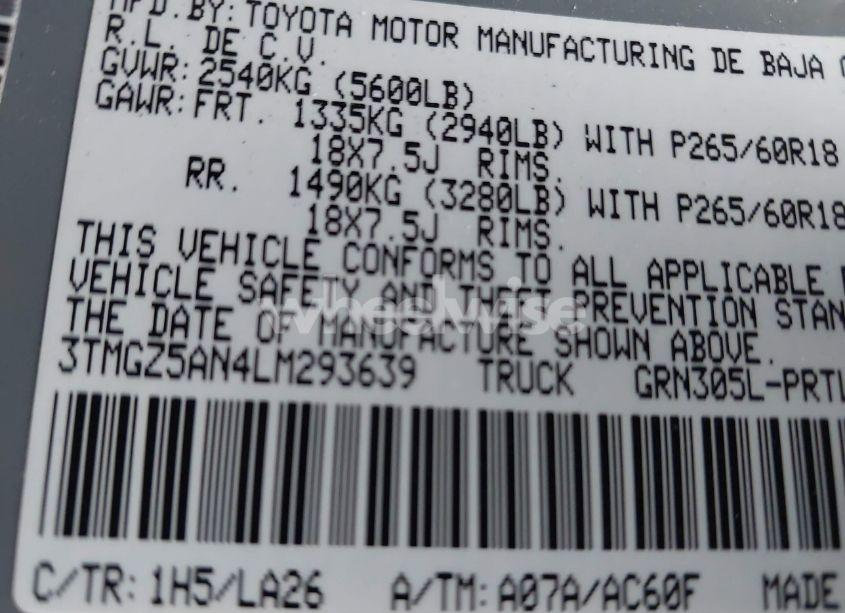 MFD.BY:TOYOTA MOTOR MANUFACTURING DE BAJA
R.L. DE C.V.
GVWR:2540KG (5600LB)
GAWR:FRT. 1335KG (2940LB) WITH P265/60R18
18X7.5J RIMS.
RR. 1490KG (3280LB) WITH P265/60R18
18X7.5J RIMS.
THIS VEHICLE CONFORMS TO ALL APPLICABLE
VEHICLE SAFETY AND THEFT PREVENTION STAN
THE DATE OF MANUFACTURE SHOWN ABOVE.
3TMGZ5AN4LM293639 TRUCK GRN305L-PRTL
C/TR:1H5/LA26 A/TM:A07A/AC60F MADE
wheelwise